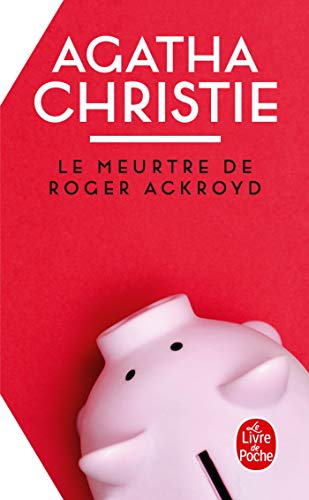 AGATHA
CHRISTIE
LE MEURTRE DE
ROGER ACKROYD
Le
Livre
de
Poche